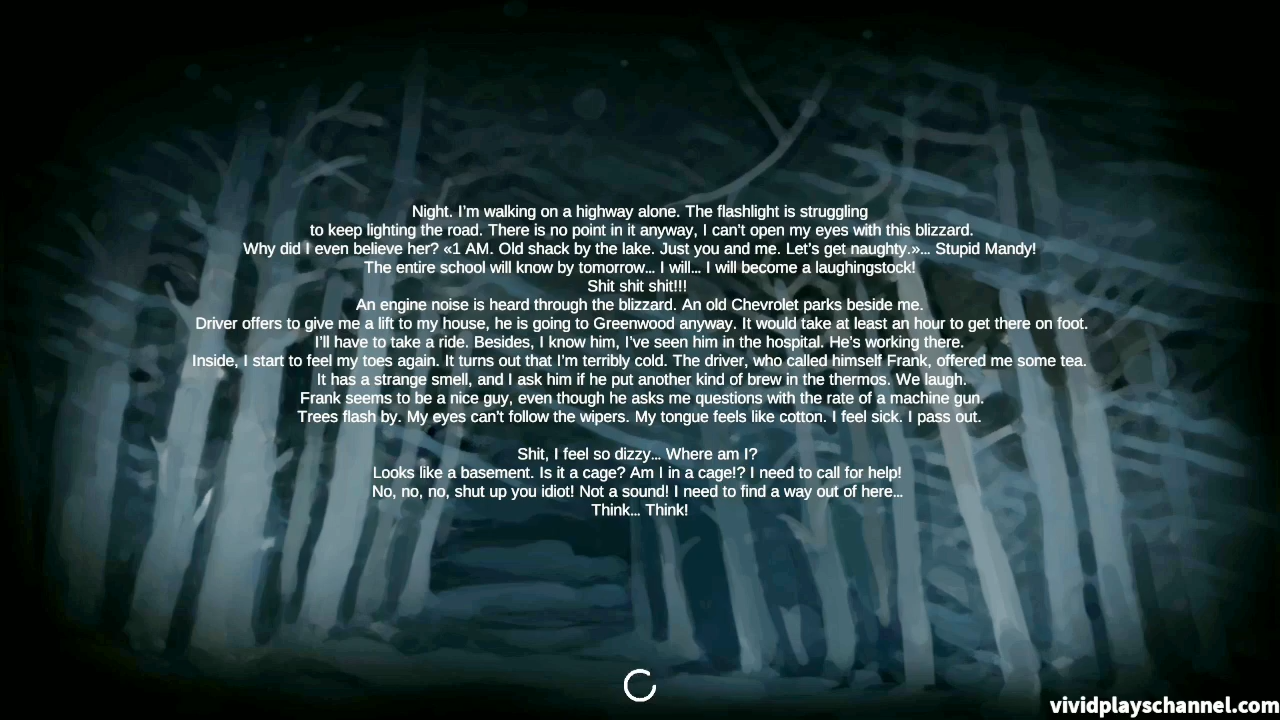 Night. I'm walking on a highway alone. The flashlight is struggling
to keep lighting the road. There is no point in it anyway, I can't open my eyes with this blizzard.
Why did I even believe her? «1 AM. Old shack by the lake. Just you and me. Let's get naughty.»... Stupid Mandy!
The entire school will know by tomorrow... I will... I will become a laughingstock!
Shit shit shit!!!
An engine noise is heard through the blizzard. An old Chevrolet parks beside me.
Driver offers to give me a lift to my house, he is going to Greenwood anyway. It would take at least an hour to get there on foot.
I'll have to take a ride. Besides, I know him, I've seen him in the hospital. He's working there.
Inside, I start to feel my toes again. It turns out that I'm terribly cold. The driver, who called himself Frank, offered me some tea.
It has a strange smell, and I ask him if he put another kind of brew in the thermos. We laugh.
Frank seems to be a nice guy, even though he asks me questions with the rate of a machine gun.
Trees flash by. My eyes can't follow the wipers. My tongue feels like cotton. I feel sick. I pass out.
Shit, I feel so dizzy... Where am I?
Looks like a basement. Is it a cage? Am I in a cage!? I need to call for help!
No, no, no, shut up you idiot! Not a sound! I need to find a way out of here...
Think... Think!
vividplayschannel.com